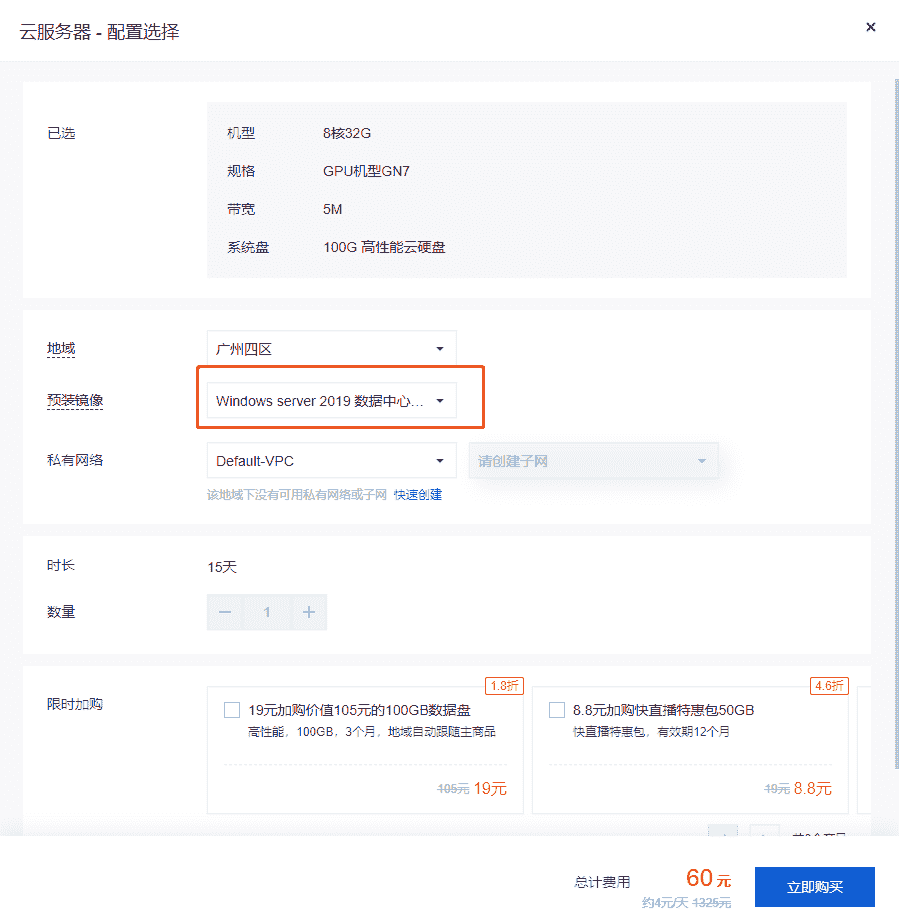 云服务器 - 配置选择
已选
机型 8核32G
规格 GPU机型GN7
带宽 5M
系统盘 100G 高性能云硬盘
地域 广州四区
预装镜像 Windows server 2019 数据中心...
私有网络 Default-VPC 请创建子网
该地域下没有可用私有网络或子网 快速创建
时长 15天
数量 1
限时加购
1.8折
19元加购价值105元的100GB数据盘
高性能，100GB，3个月，地域自动跟随主商品
105元 19元
4.6折
8.8元加购快直播特惠包50GB
快直播特惠包，有效期12个月
19元 8.8元
总计费用 60元
约4元/天 1325元
立即购买